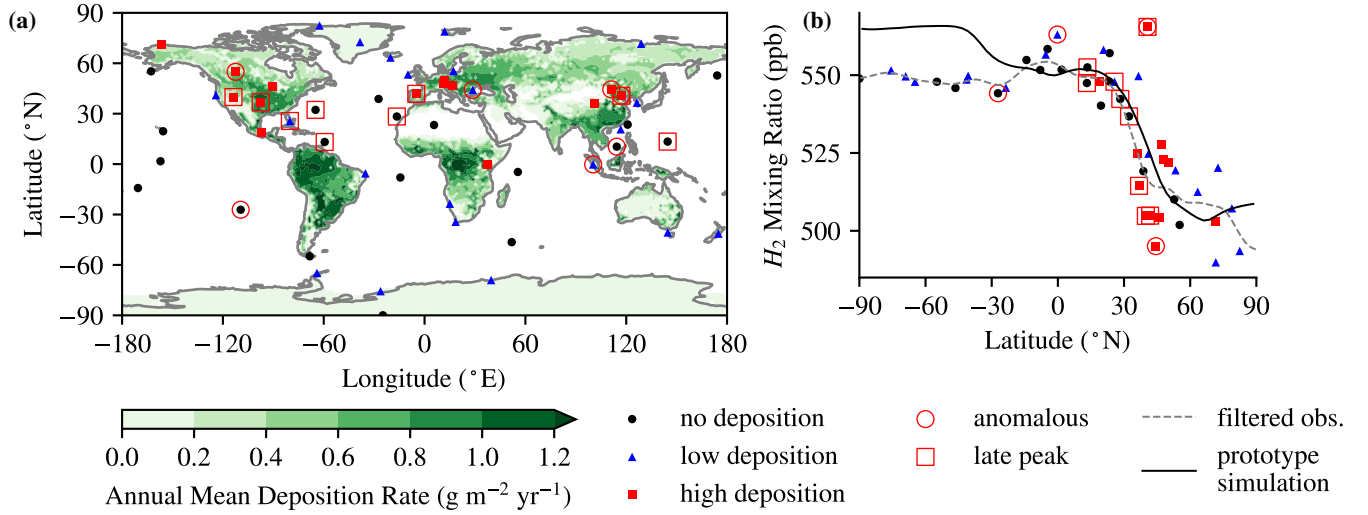 (a)
90
60
30
0
−30
−60
−90
Latitude (°N)
−180
−120
−60
0
60
120
180
Longitude (°E)
(b)
550
525
500
H2 Mixing Ratio (ppb)
−90
−60
−30
0
30
60
90
Latitude (°N)
0.0 0.2 0.4 0.6 0.8 1.0 1.2
Annual Mean Deposition Rate (g m−2 yr−1)
no deposition
low deposition
high deposition
anomalous
late peak
filtered obs.
prototype
simulation